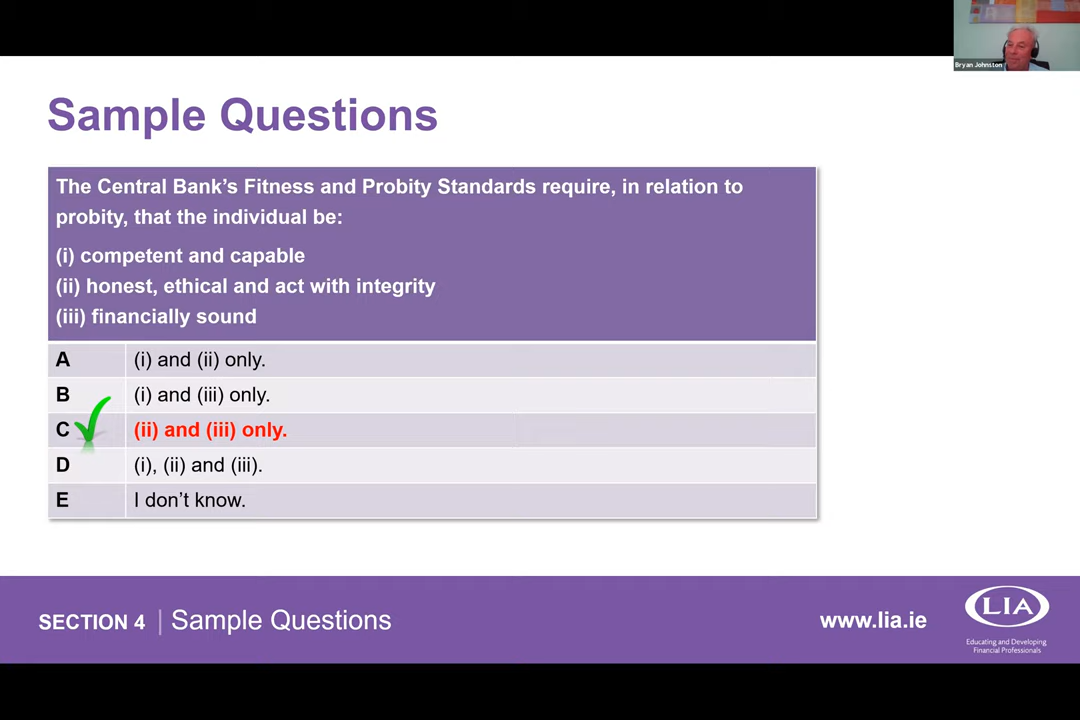 Bryan Johnston
Sample Questions
The Central Bank's Fitness and Probity Standards require, in relation to
probity, that the individual be:
(i) competent and capable
(ii) honest, ethical and act with integrity
(iii) financially sound
A (i) and (ii) only.
B (i) and (iii) only.
C (ii) and (iii) only.
D (i), (ii) and (iii).
E I don't know.
SECTION 4 | Sample Questions
www.lia.ie
LIA
Educating and Developing
Financial Professionals